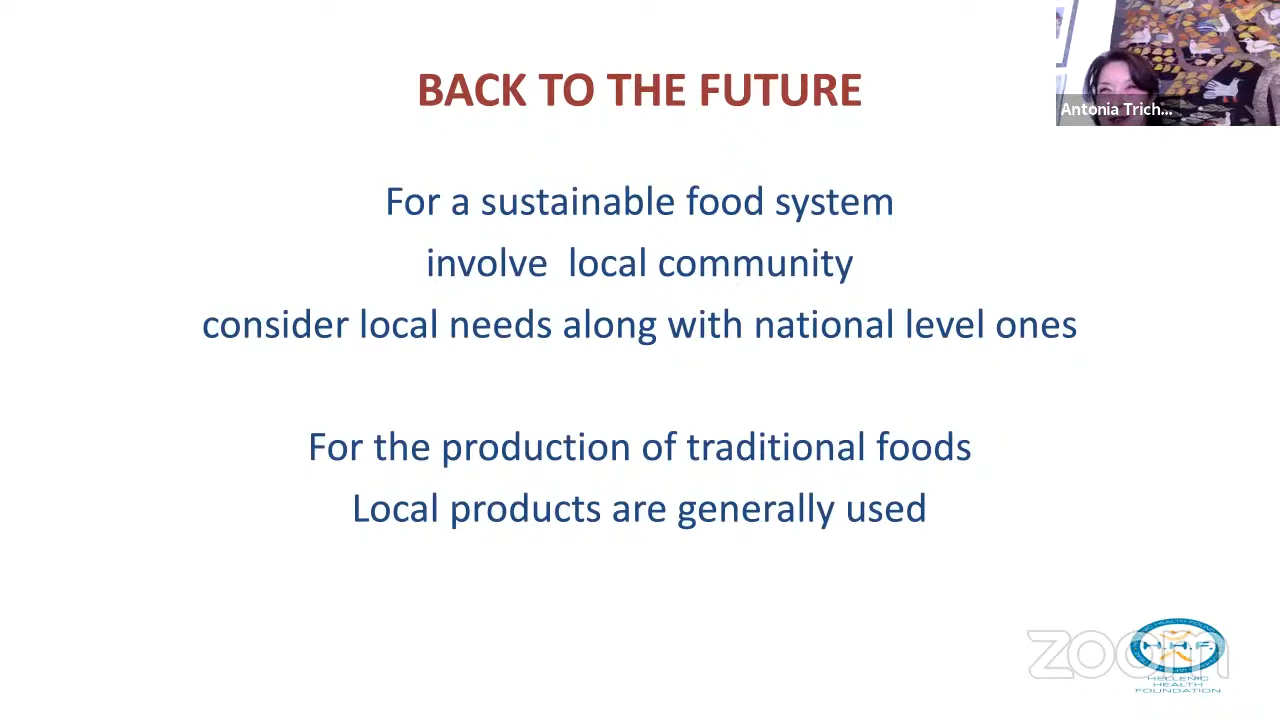 BACK TO THE FUTURE
Antonia Trich...
For a sustainable food system
involve local community
consider local needs along with national level ones
For the production of traditional foods
Local products are generally used
zoom
H.H.F.
HELLENIC
HEALTH
FOUNDATION